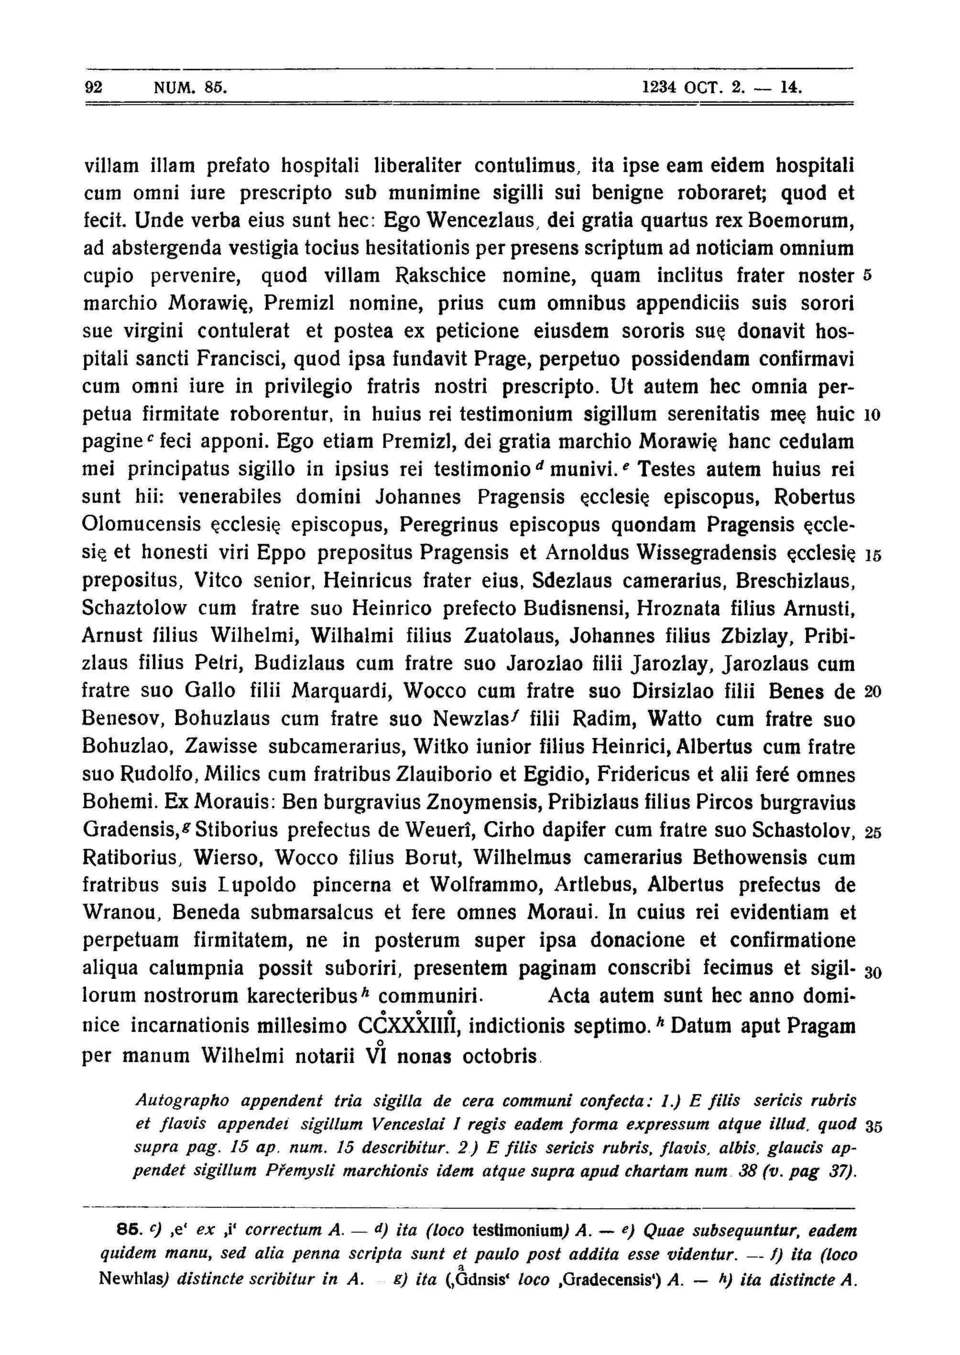 92 NUM. 85. 1234 OCT. 2. — 14.
villam illam prefato hospitali liberaliter contulimus, ita ipse eam eidem hospitali
cum omni iure prescripto sub munimine sigilli sui benigne roboraret; quod et
fecit. Unde verba eius sunt hec: Ego Wencezlaus, dei gratia quartus rex Boemorum,
ad abstergenda vestigia tocius hesitationis per presens scriptum ad noticiam omnium
cupio pervenire, quod villam Rakschice nomine, quam inclitus frater noster 5
marchio Morawię, Premizl nomine, prius cum omnibus appendiciis suis sorori
sue virgini contulerat et postea ex peticione eiusdem sororis suę donavit hos-
pitali sancti Francisci, quod ipsa fundavit Prage, perpetuo possidendam confirmavi
cum omni iure in privilegio fratris nostri prescripto. Ut autem hec omnia per-
petua firmitate roborentur, in huius rei testimonium sigillum serenitatis meę huic 10
pagine c feci apponi. Ego etiam Premizl, dei gratia marchio Morawię hanc cedulam
mei principatus sigillo in ipsius rei testimonio d munivi. e Testes autem huius rei
sunt hii: venerabiles domini Johannes Pragensis ęcclesię episcopus, Robertus
Olomucensis ęcclesię episcopus, Peregrinus episcopus quondam Pragensis ęccle-
się et honesti viri Eppo prepositus Pragensis et Arnoldus Wissegradensis ęcclesię 15
prepositus, Vitco senior, Heinricus frater eius, Sdezlaus camerarius, Breschizlaus,
Schaztolow cum fratre suo Heinrico prefecto Budisnensi, Hroznata filius Arnusti,
Arnust filius Wilhelmi, Wilhalmi filius Zuatolaus, Johannes filius Zbizlay, Pribi-
zlaus filius Petri, Budizlaus cum fratre suo Jarozlao filii Jarozlay, Jarozlaus cum
fratre suo Gallo filii Marquardi, Wocco cum fratre suo Dirsizlao filii Benes de 20
Benesov, Bohuzlaus cum fratre suo Newzlas f filii Radim, Watto cum fratre suo
Bohuzlao, Zawisse subcamerarius, Witko iunior filius Heinrici, Albertus cum fratre
suo Rudolfo, Milics cum fratribus Zlauiborio et Egidio, Fridericus et alii feré omnes
Bohemi. Ex Morauis: Ben burgravius Znoymensis, Pribizlaus filius Pircos burgravius
Gradensis, g Stiborius prefectus de Weuerî, Cirho dapifer cum fratre suo Schastolov, 25
Ratiborius, Wierso, Wocco filius Borut, Wilhelmus camerarius Bethowensis cum
fratribus suis Lupoldo pincerna et Wolframmo, Artlebus, Albertus prefectus de
Wranou, Beneda submarsalcus et fere omnes Moraui. In cuius rei evidentiam et
perpetuam firmitatem, ne in posterum super ipsa donacione et confirmatione
aliqua calumpnia possit suboriri, presentem paginam conscribi fecimus et sigil- 30
lorum nostrorum karecteribus h communiri. Acta autem sunt hec anno domi-
nice incarnationis millesimo CC̊XXX̊IIII̊, indictionis septimo. h Datum aput Pragam
per manum Wilhelmi notarii VI̊ nonas octobris.
Autographo appendent tria sigilla de cera communi confecta: 1.) E filis sericis rubris
et flavis appendet sigillum Venceslai I regis eadem forma expressum atque illud, quod 35
supra pag. 15 ap. num. 15 describitur. 2) E filis sericis rubris, flavis, albis, glaucis ap-
pendet sigillum Přemysli marchionis idem atque supra apud chartam num. 38 (v. pag 37).
85. c) ‚e‘ ex ‚i‘ correctum A. — d) ita (loco testimonium) A. — e) Quae subsequuntur, eadem
quidem manu, sed alia penna scripta sunt et paulo post addita esse videntur. — f) ita (loco
Newhlas) distincte scribitur in A. g) ita (‚Gͣdnsis‘ loco ‚Gradecensis‘) A. — h) ita distincte A.